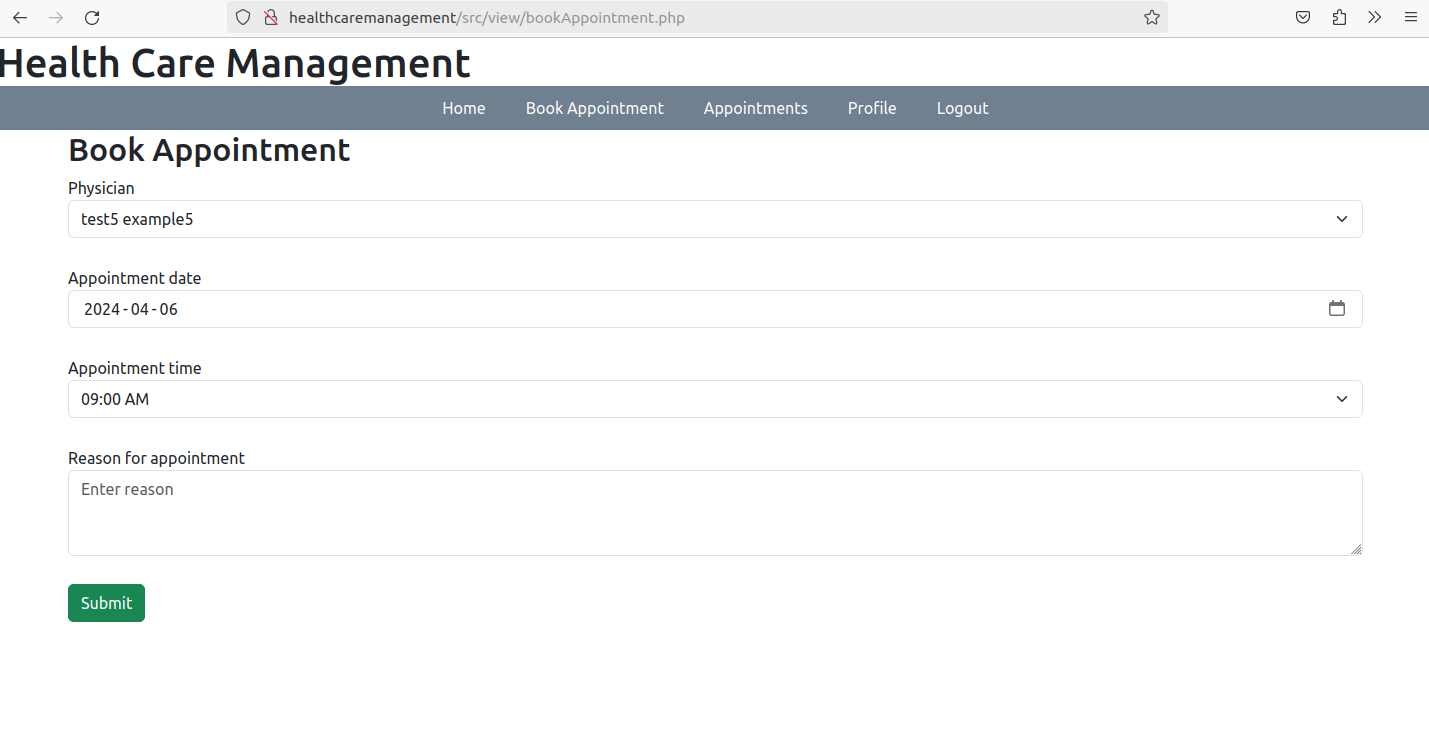 healthcaremanagement/src/view/bookAppointment.php
Health Care Management
Home Book Appointment Appointments Profile Logout
Book Appointment
Physician
test5 example5
Appointment date
2024-04-06
Appointment time
09:00 AM
Reason for appointment
Enter reason
Submit